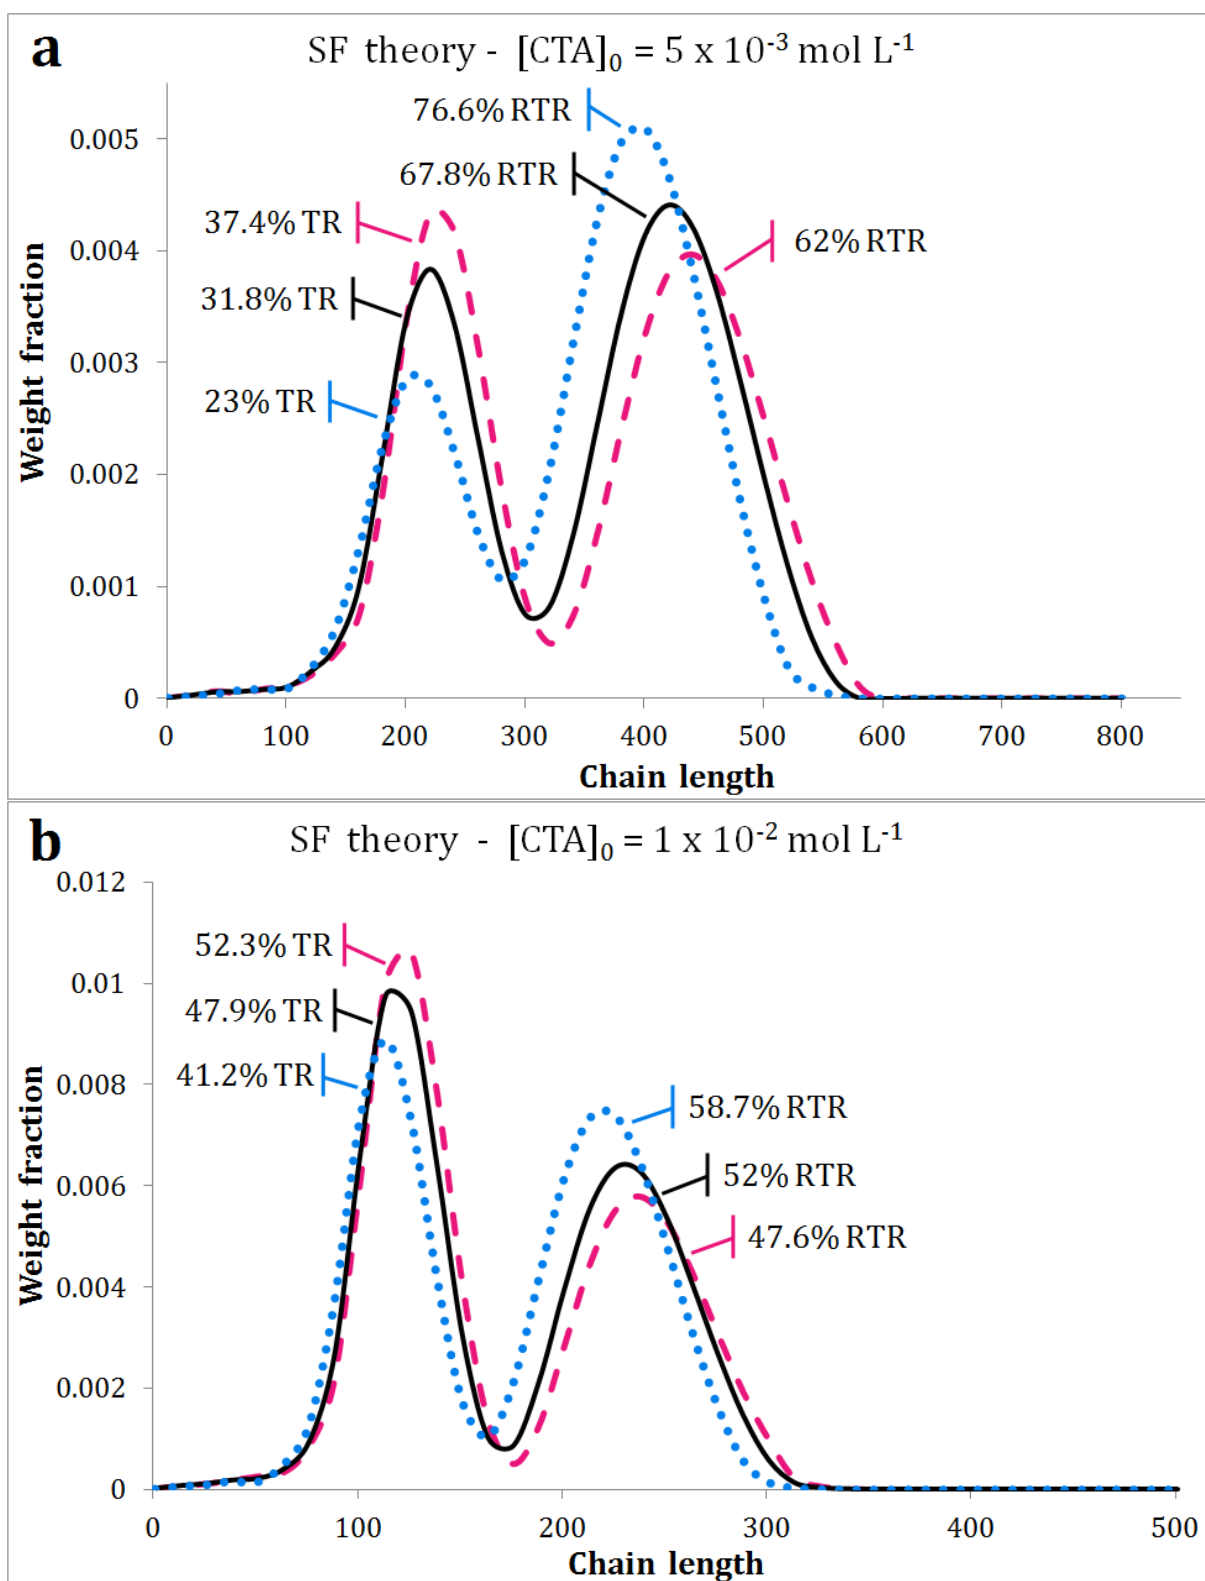 a
SF theory - [CTA]₀ = 5 x 10⁻³ mol L⁻¹
76.6% RTR
67.8% RTR
37.4% TR
62% RTR
31.8% TR
23% TR
Weight fraction
0.005
0.004
0.003
0.002
0.001
0
0 100 200 300 400 500 600 700 800
Chain length
b
SF theory - [CTA]₀ = 1 x 10⁻² mol L⁻¹
52.3% TR
47.9% TR
41.2% TR
58.7% RTR
52% RTR
47.6% RTR
Weight fraction
0.012
0.01
0.008
0.006
0.004
0.002
0
0 100 200 300 400 500
Chain length